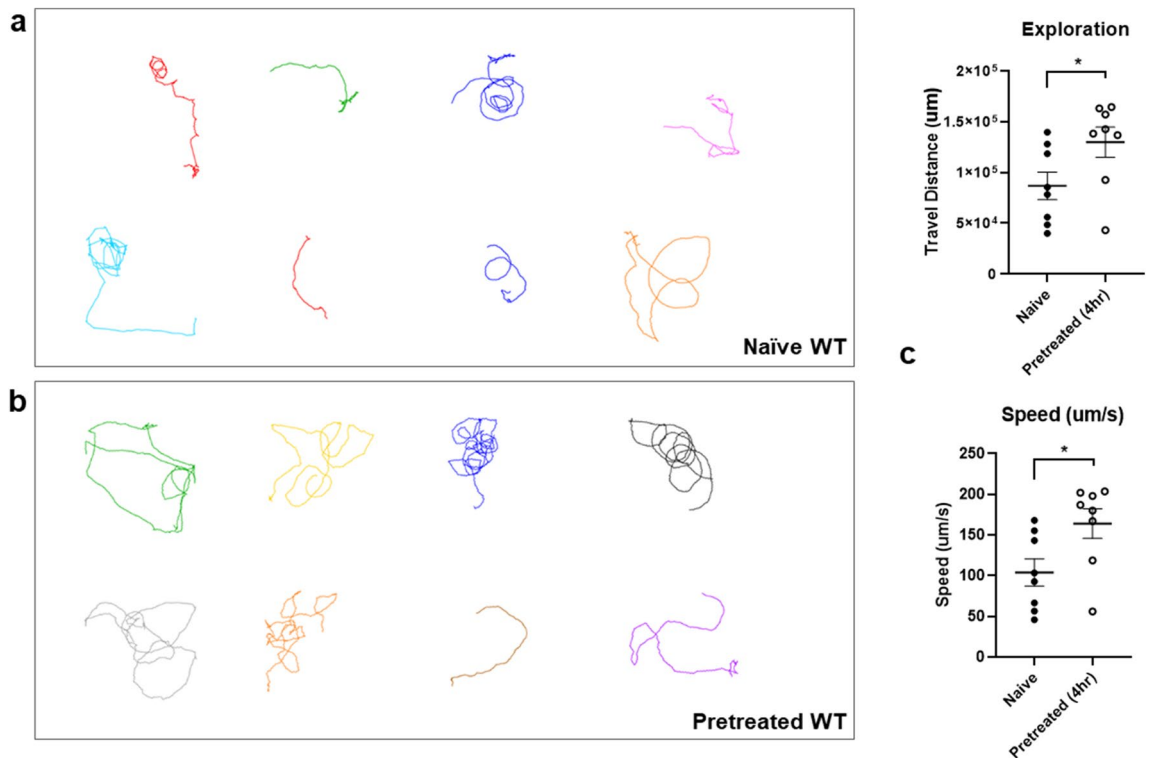 a
Naïve WT
b
Pretreated WT
Exploration
*
Travel Distance (um)
2×10⁵
1.5×10⁵
1×10⁵
5×10⁴
0
Naive
Pretreated (4hr)
c
Speed (um/s)
*
Speed (um/s)
250
200
150
100
50
0
Naive
Pretreated (4hr)